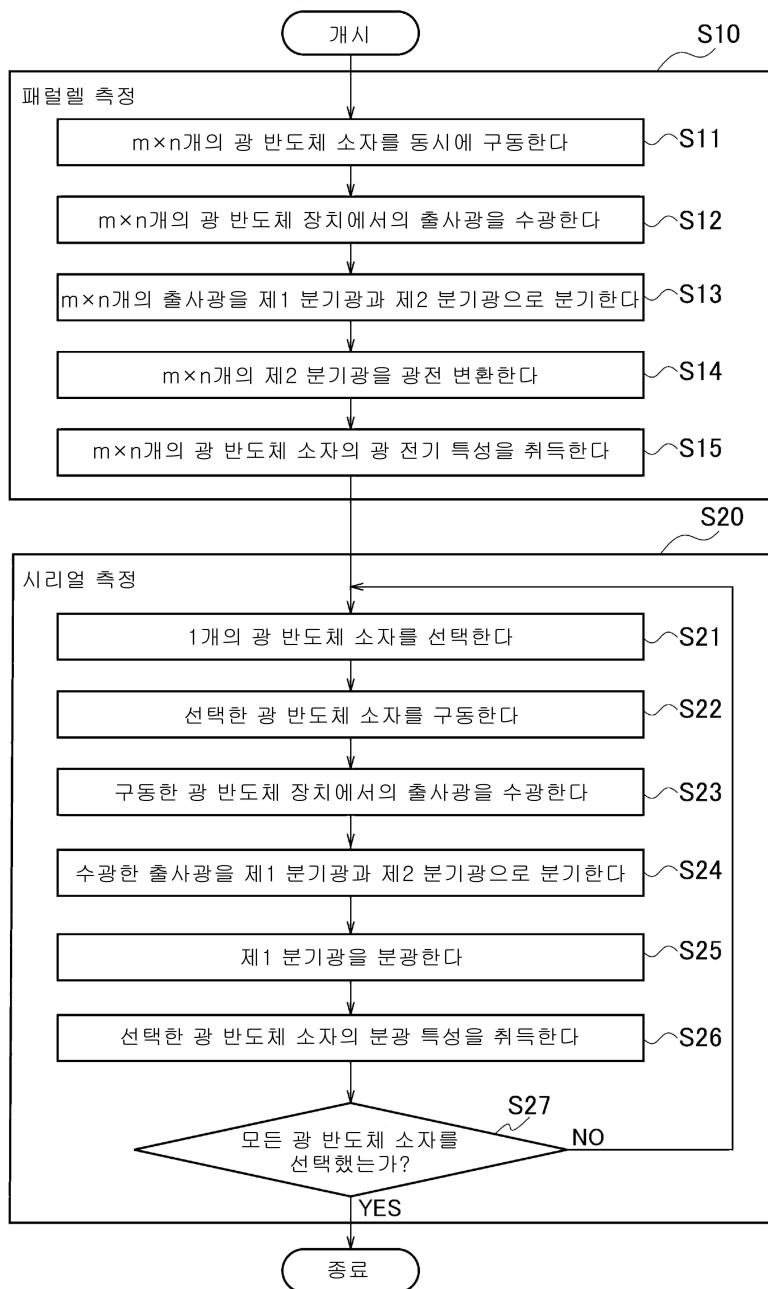 개시
S10
패럴렐 측정
m×n개의 광 반도체 소자를 동시에 구동한다
S11
m×n개의 광 반도체 장치에서의 출사광을 수광한다
S12
m×n개의 출사광을 제1 분기광과 제2 분기광으로 분기한다
S13
m×n개의 제2 분기광을 광전 변환한다
S14
m×n개의 광 반도체 소자의 광 전기 특성을 취득한다
S15
S20
시리얼 측정
1개의 광 반도체 소자를 선택한다
S21
선택한 광 반도체 소자를 구동한다
S22
구동한 광 반도체 장치에서의 출사광을 수광한다
S23
수광한 출사광을 제1 분기광과 제2 분기광으로 분기한다
S24
제1 분기광을 분광한다
S25
선택한 광 반도체 소자의 분광 특성을 취득한다
S26
S27
모든 광 반도체 소자를
선택했는가?
NO
YES
종료